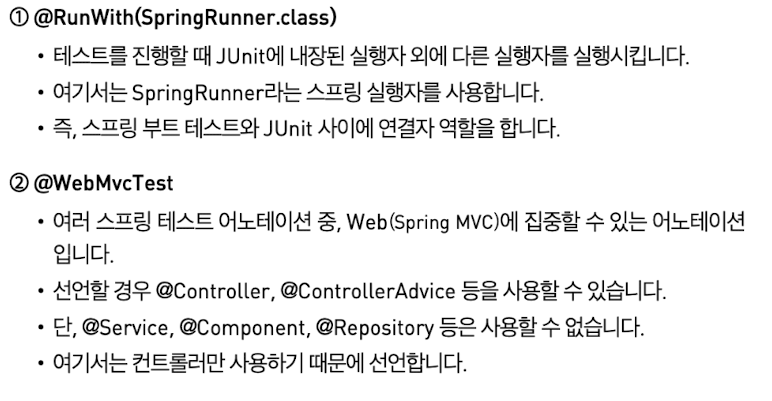 ① @RunWith(SpringRunner.class)
• 테스트를 진행할 때 JUnit에 내장된 실행자 외에 다른 실행자를 실행시킵니다.
• 여기서는 SpringRunner라는 스프링 실행자를 사용합니다.
• 즉, 스프링 부트 테스트와 JUnit 사이에 연결자 역할을 합니다.
② @WebMvcTest
• 여러 스프링 테스트 어노테이션 중, Web(Spring MVC)에 집중할 수 있는 어노테이션
입니다.
• 선언할 경우 @Controller, @ControllerAdvice 등을 사용할 수 있습니다.
• 단, @Service, @Component, @Repository 등은 사용할 수 없습니다.
• 여기서는 컨트롤러만 사용하기 때문에 선언합니다.